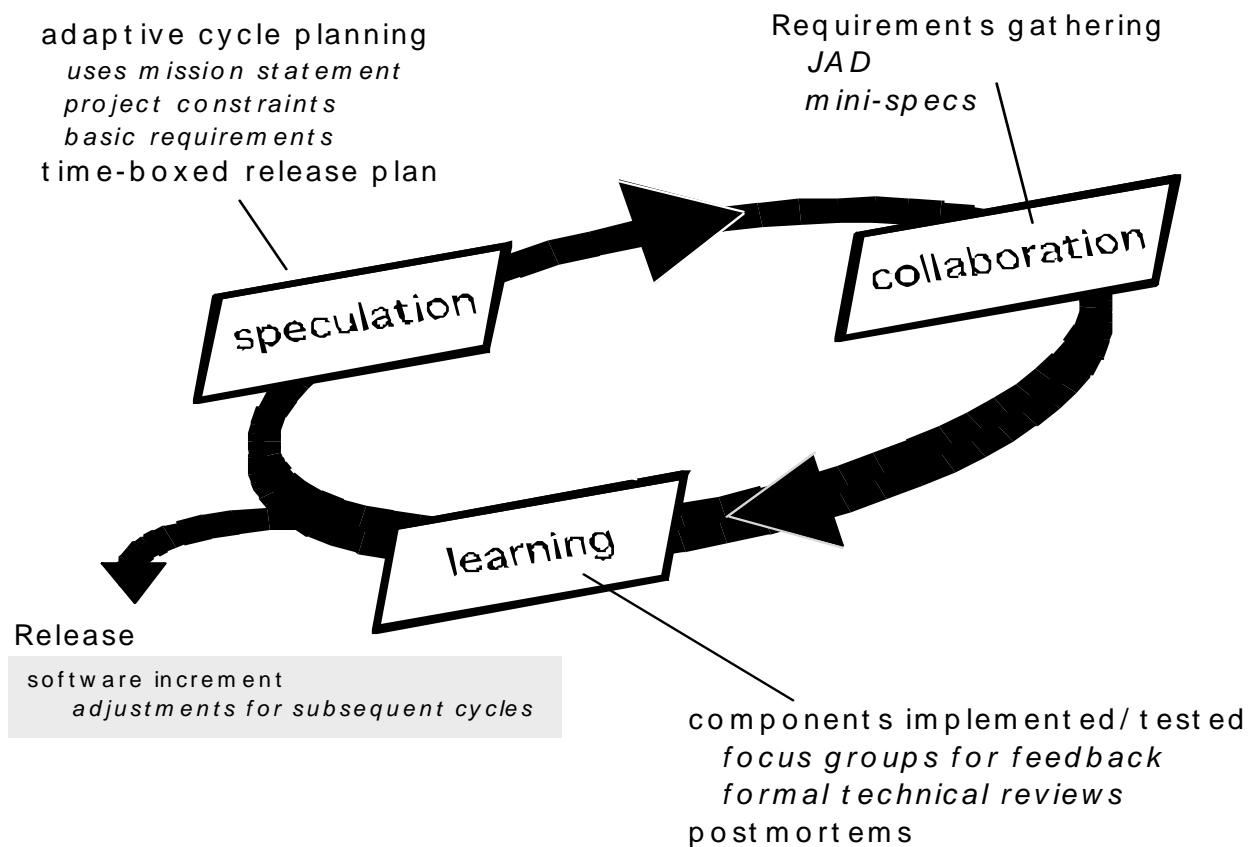 adaptive cycle planning
uses mission statement
project constraints
basic requirements
time-boxed release plan
Requirements gathering
JAD
mini-specs
speculation
collaboration
learning
Release
software increment
adjustments for subsequent cycles
components implemented/ tested
focus groups for feedback
formal technical reviews
postmortems